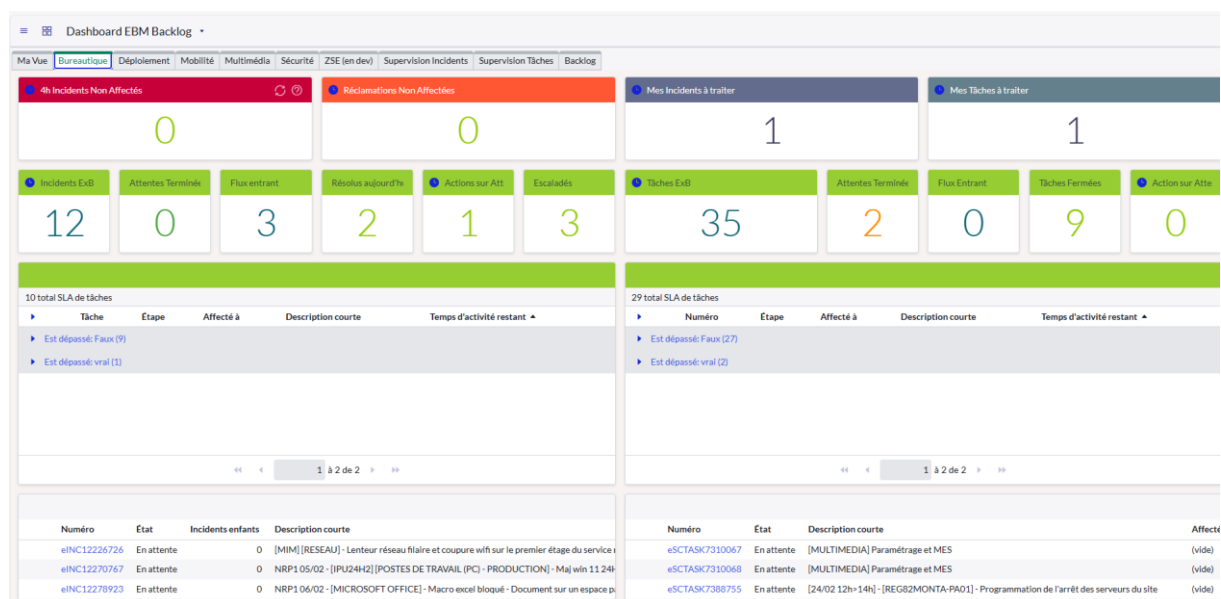 Dashboard EBM Backlog
Ma Vue Bureautique Déploiement Mobilité Multimédia Sécurité ZSE (en dev) Supervision Incidents Supervision Tâches Backlog
4h Incidents Non Affectés
0
Réclamations Non Affectées
0
Mes Incidents à traiter
1
Mes Tâches à traiter
1
Incidents ExB
12
Attentes Terminée
0
Flux entrant
3
Résolus aujourd'hu
2
Actions sur Att
1
Escaladés
3
Tâches ExB
35
Attentes Terminée
2
Flux Entrant
0
Tâches Fermées
9
Action sur Atte
0
10 total SLA de tâches
Tâche Étape Affecté à Description courte Temps d'activité restant
Est dépassé: Faux (9)
Est dépassé: vrai (1)
1 à 2 de 2
29 total SLA de tâches
Numéro Étape Affecté à Description courte Temps d'activité restant
Est dépassé: Faux (27)
Est dépassé: vrai (2)
1 à 2 de 2
Numéro État Incidents enfants Description courte
eINC12226726 En attente 0 [MIM] [RESEAU] - Lenteur réseau filaire et coupure wifi sur le premier étage du service
eINC12270767 En attente 0 NRP1 05/02 - [IPU24H2] [POSTES DE TRAVAIL (PC) - PRODUCTION] - Maj win 11 24H
eINC12278923 En attente 0 NRP1 06/02 - [MICROSOFT OFFICE] - Macro excel bloqué - Document sur un espace pa
Numéro État Description courte Affecté
eSCTASK7310067 En attente [MULTIMEDIA] Paramétrage et MES (vide)
eSCTASK7310068 En attente [MULTIMEDIA] Paramétrage et MES (vide)
eSCTASK7388755 En attente [24/02 12h>14h] - [REG82MONTA-PA01] - Programmation de l'arrêt des serveurs du site (vide)